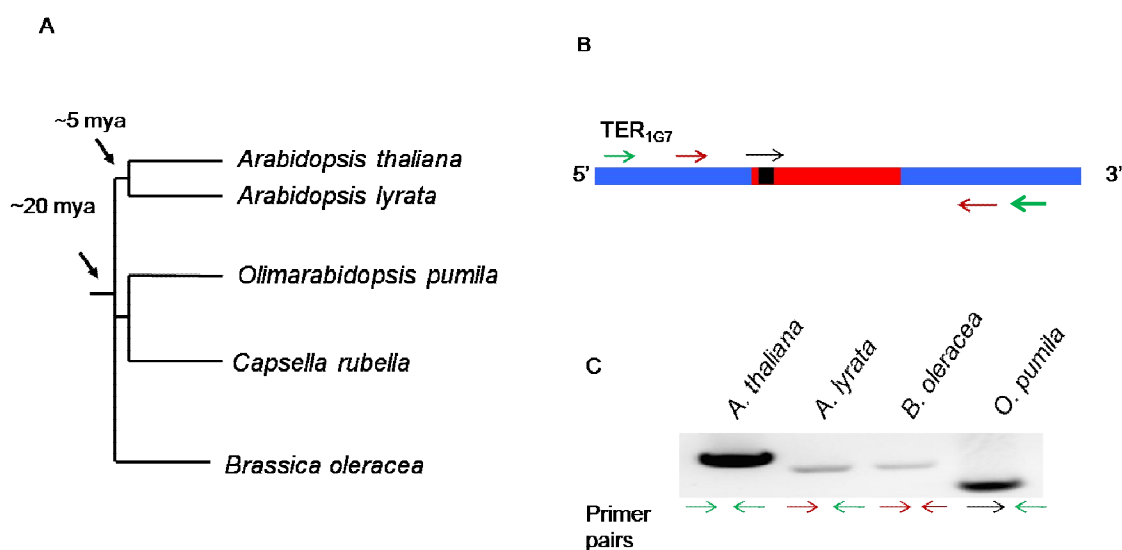 A
~5 mya
~20 mya
Arabidopsis thaliana
Arabidopsis lyrata
Olimarabidopsis pumila
Capsella rubella
Brassica oleracea
B
TER1G7
5' 3'
C
A. thaliana
A. lyrata
B. oleracea
O. pumila
Primer
pairs